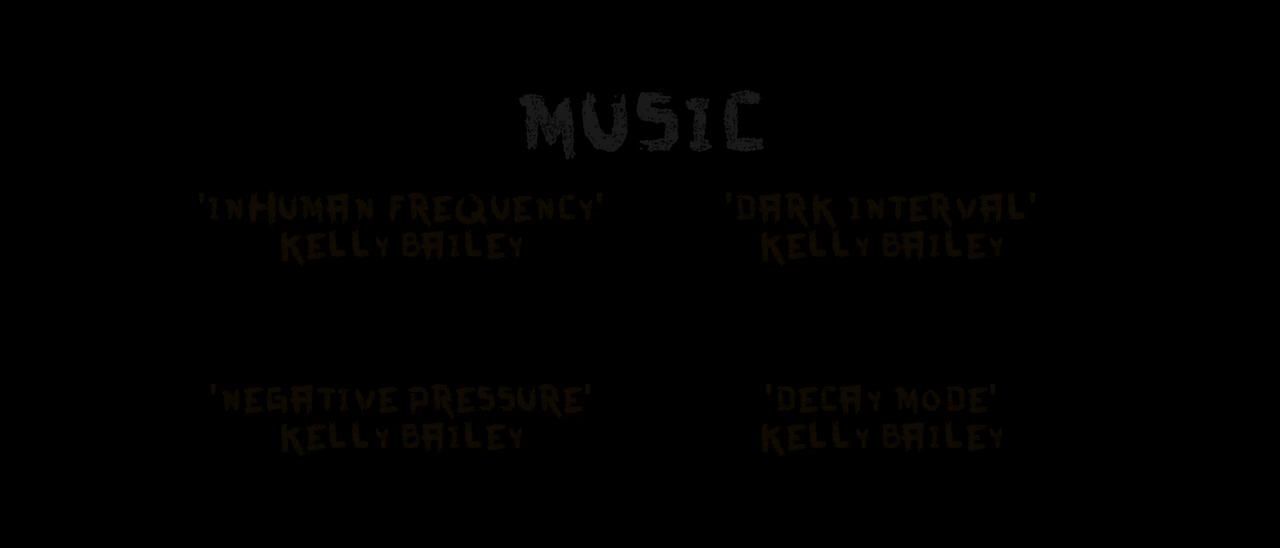 MUSIC
'INHUMAN FREQUENCY'
KELLY BAILEY
'DARK INTERVAL'
KELLY BAILEY
'NEGATIVE PRESSURE'
KELLY BAILEY
'DECAY MODE'
KELLY BAILEY